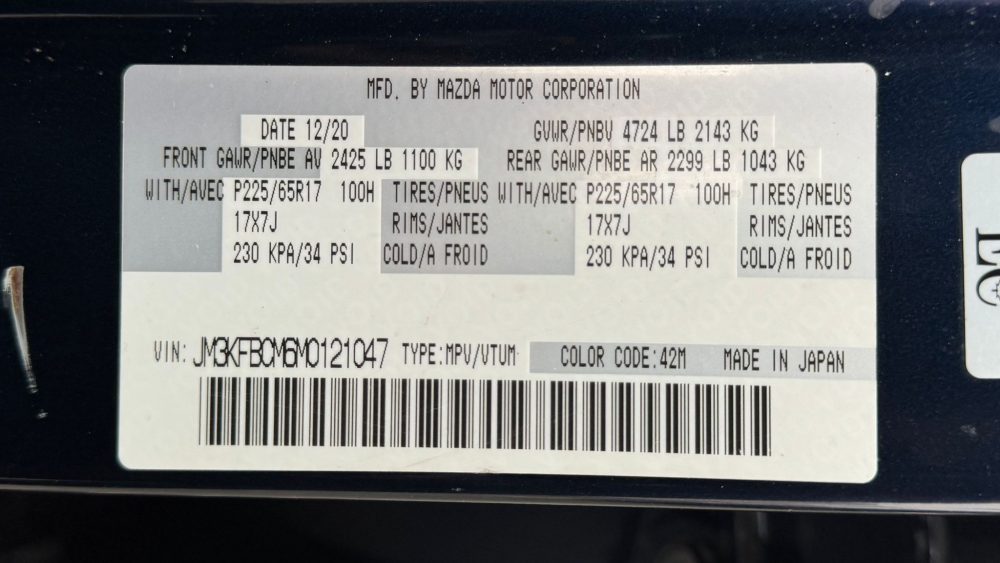 MFD. BY MAZDA MOTOR CORPORATION
DATE 12/20 GVWR/PNBV 4724 LB 2143 KG
FRONT GAWR/PNBE AV 2425 LB 1100 KG REAR GAWR/PNBE AR 2299 LB 1043 KG
WITH/AVEC P225/65R17 100H TIRES/PNEUS WITH/AVEC P225/65R17 100H TIRES/PNEUS
17X7J RIMS/JANTES 17X7J RIMS/JANTES
230 KPA/34 PSI COLD/A FROID 230 KPA/34 PSI COLD/A FROID
VIN: JM3KFBCM6M0121047 TYPE:MPV/VTUM COLOR CODE:42M MADE IN JAPAN